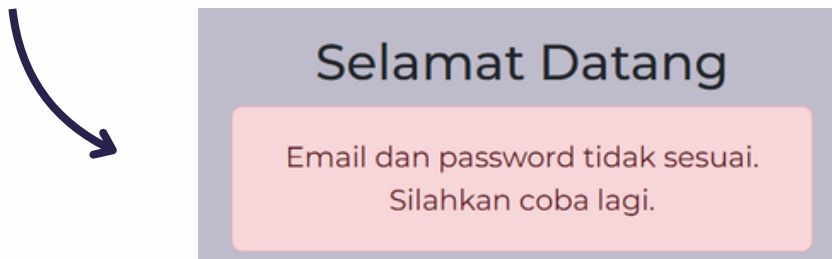 Selamat Datang
Email dan password tidak sesuai.
Silahkan coba lagi.